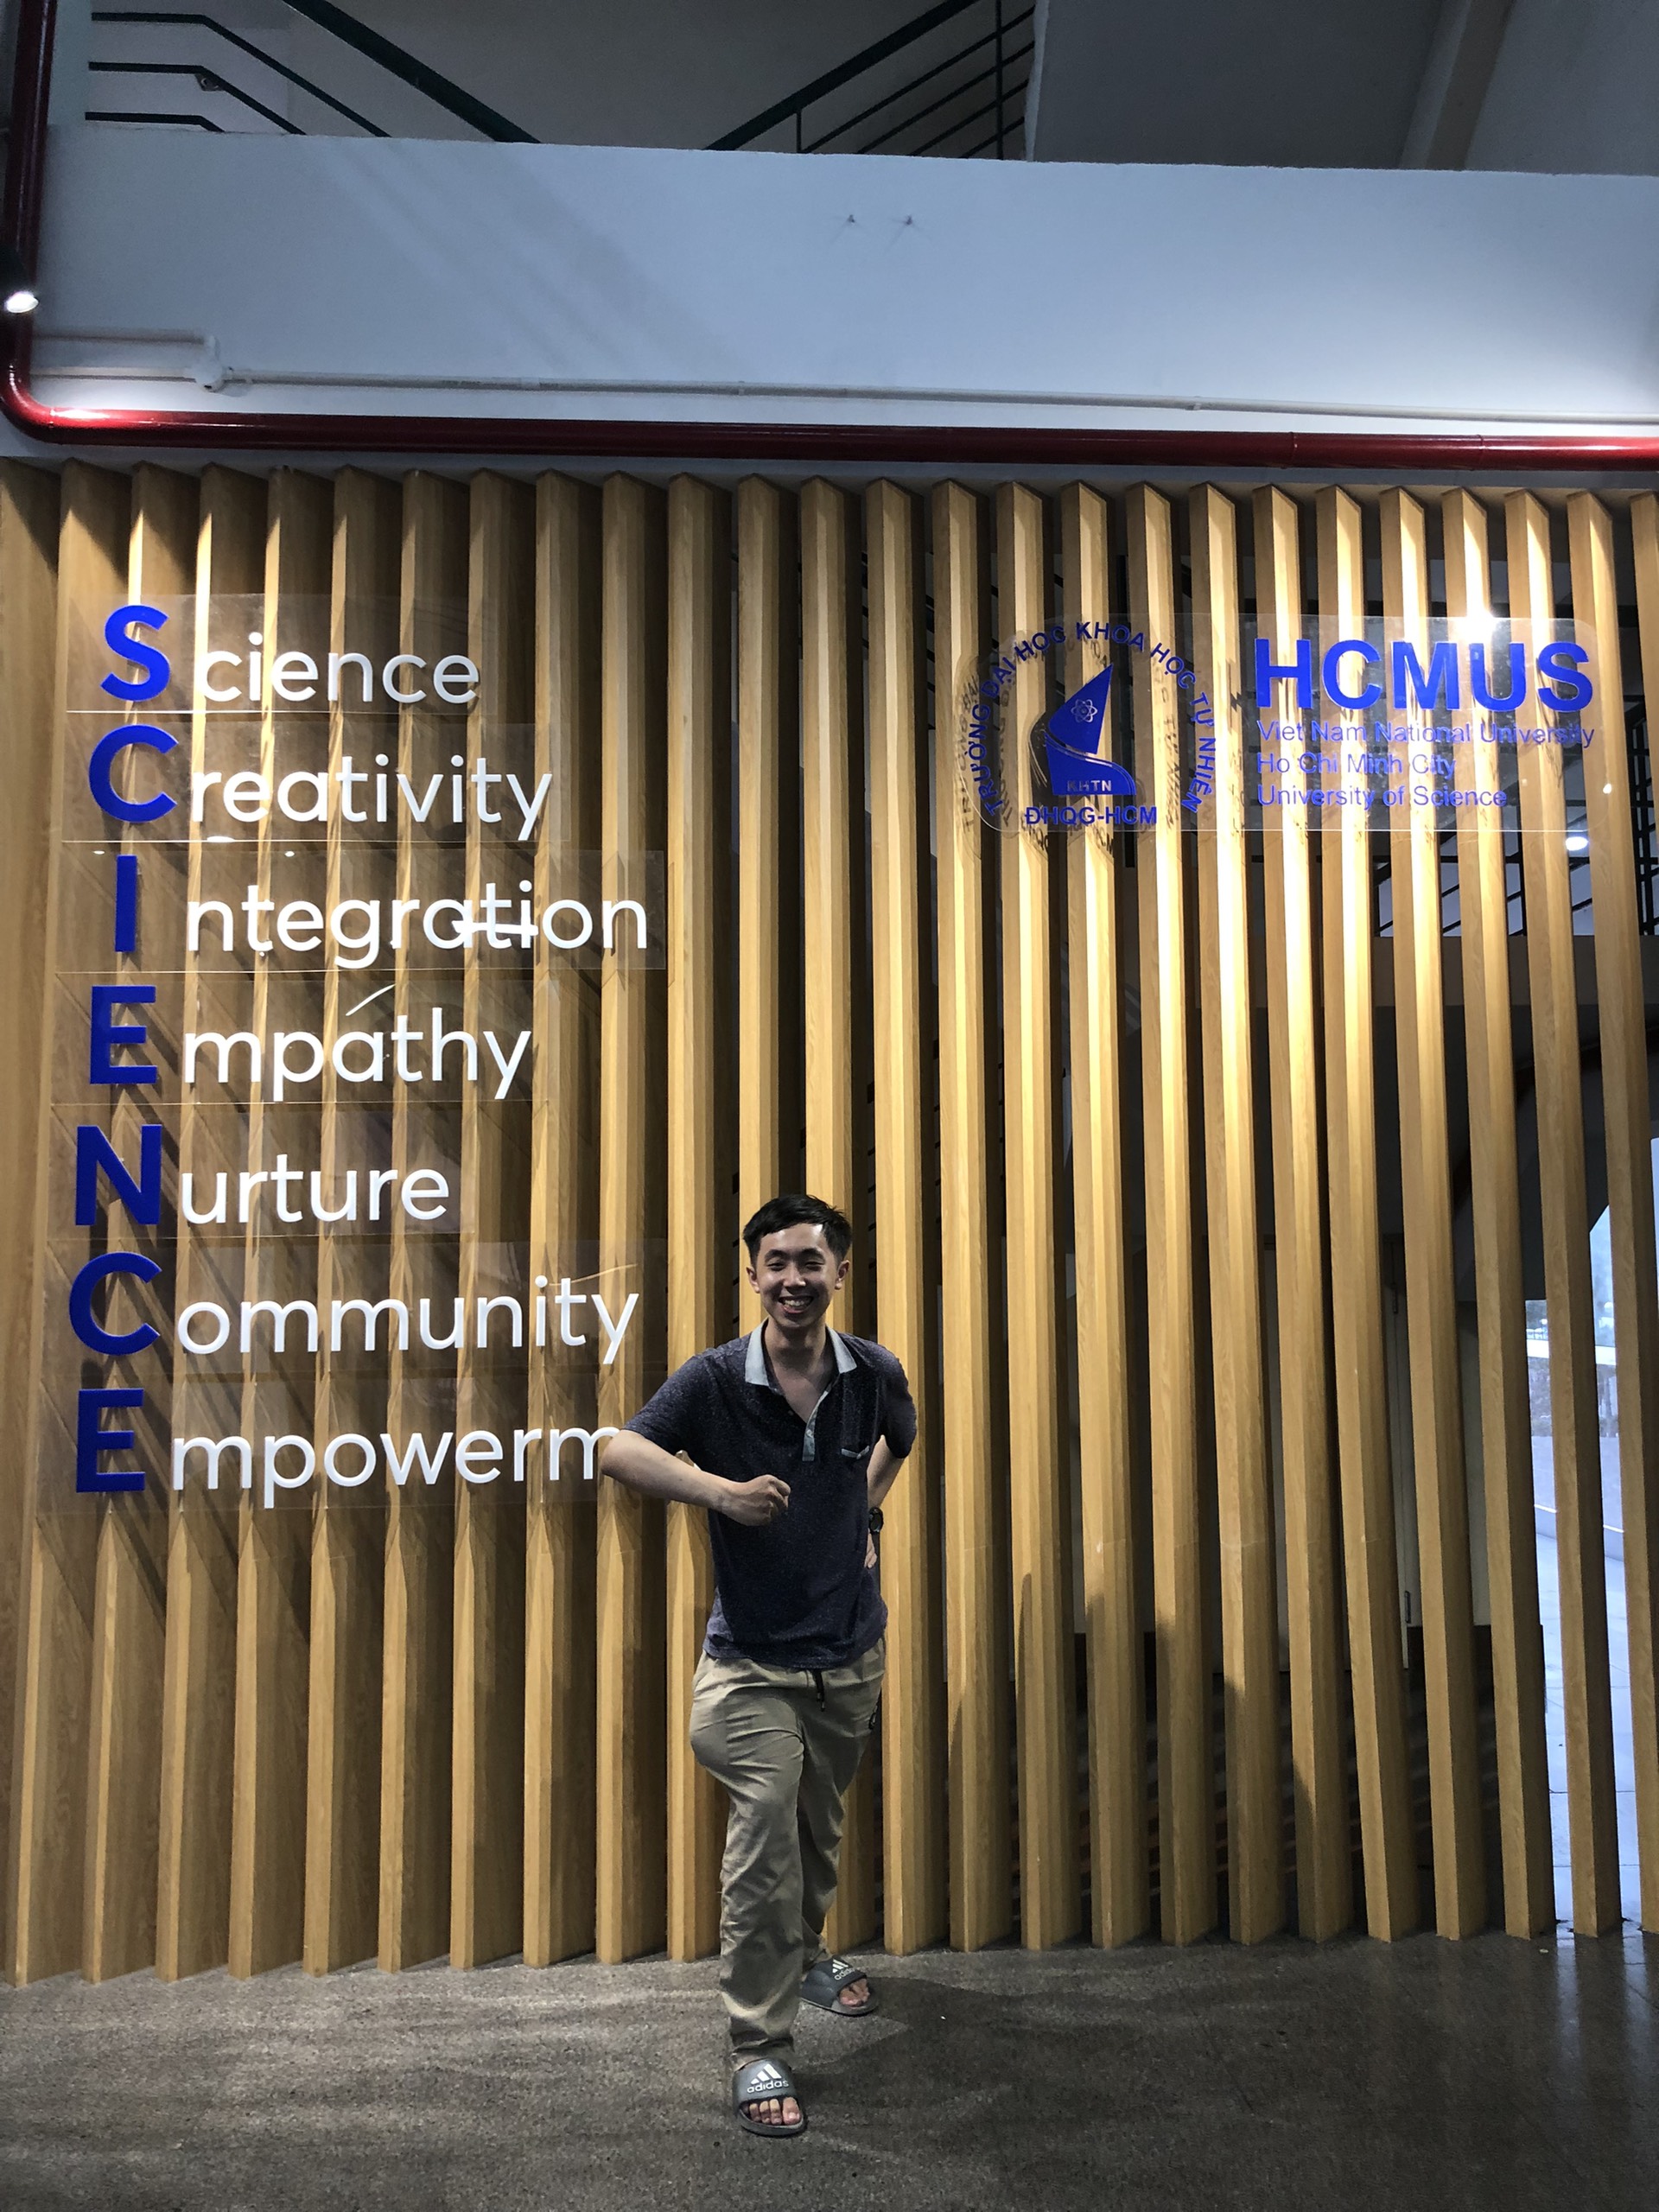 Science
Creativity
Integration
Empathy
Nurture
Community
Empowerm
TRƯỜNG ĐẠI HỌC KHOA HỌC TỰ NHIÊN
KHTN
ĐHQG-HCM
HCMUS
Viet Nam National University
Ho Chi Minh City
University of Science
adidas
adidas